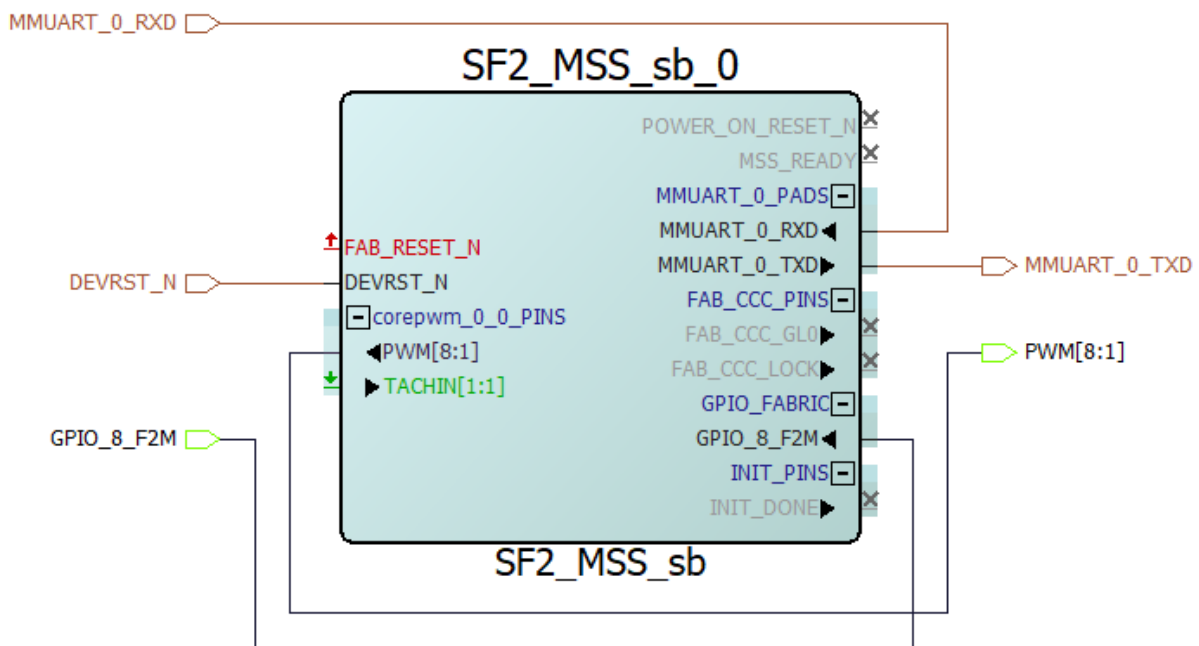 MMUART_0_RXD
SF2_MSS_sb_0
POWER_ON_RESET_N
MSS_READY
MMUART_0_PADS
MMUART_0_RXD
FAB_RESET_N
MMUART_0_TXD
MMUART_0_TXD
DEVRST_N
DEVRST_N
FAB_CCC_PINS
corepwm_0_0_PINS
FAB_CCC_GL0
PWM[8:1]
PWM[8:1]
FAB_CCC_LOCK
TACHIN[1:1]
GPIO_FABRIC
GPIO_8_F2M
GPIO_8_F2M
INIT_PINS
INIT_DONE
SF2_MSS_sb